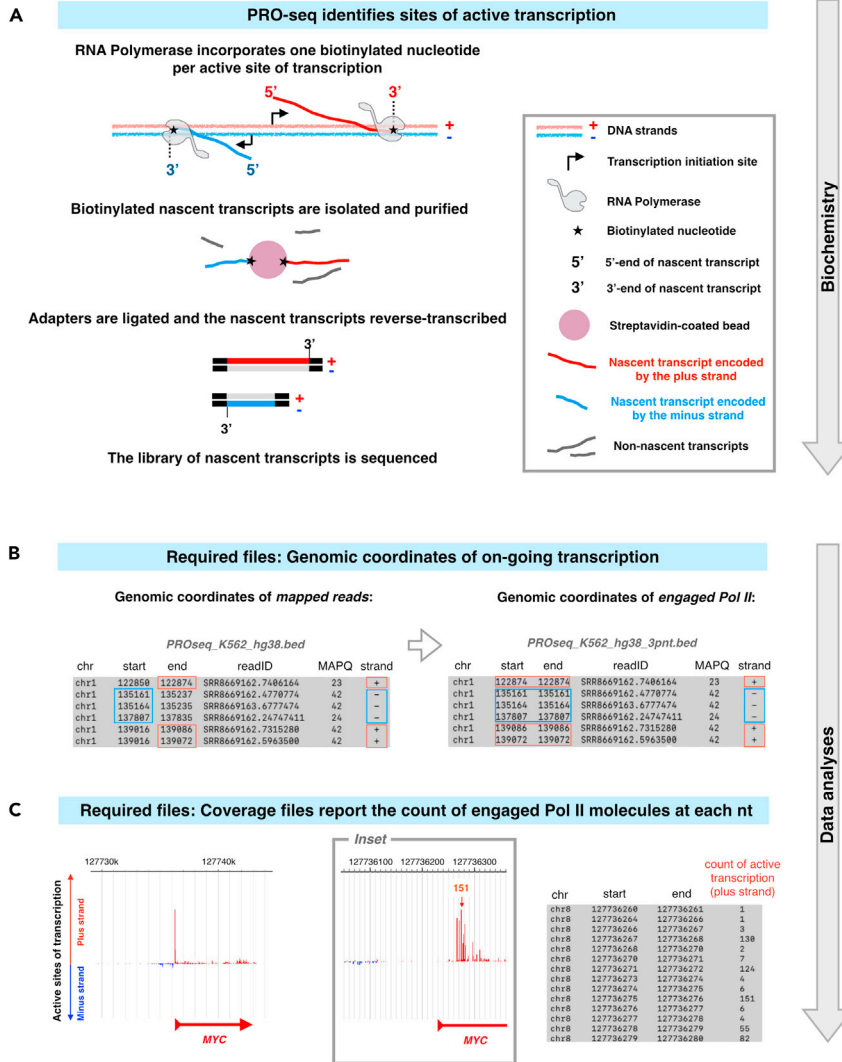 A
PRO-seq identifies sites of active transcription
RNA Polymerase incorporates one biotinylated nucleotide
per active site of transcription
5’
3’
+
-
3’
5’
Biotinylated nascent transcripts are isolated and purified
Adapters are ligated and the nascent transcripts reverse-transcribed
3’
+
-
+
-
3’
The library of nascent transcripts is sequenced
+
-
DNA strands
Transcription initiation site
RNA Polymerase
Biotinylated nucleotide
5’ 5’-end of nascent transcript
3’ 3’-end of nascent transcript
Streptavidin-coated bead
Nascent transcript encoded
by the plus strand
Nascent transcript encoded
by the minus strand
Non-nascent transcripts
Biochemistry
B
Required files: Genomic coordinates of on-going transcription
Genomic coordinates of mapped reads:
PROseq_K562_hg38.bed
chr start end readID MAPQ strand
chr1 122850 122874 SRR8669162.7406164 23 +
chr1 135161 135237 SRR8669162.4770774 42 −
chr1 135164 135235 SRR8669163.6777474 42 −
chr1 137807 137835 SRR8669162.24747411 24 −
chr1 139016 139086 SRR8669162.7315280 42 +
chr1 139016 139072 SRR8669162.5963500 42 +
Genomic coordinates of engaged Pol II:
PROseq_K562_hg38_3pnt.bed
chr start end readID MAPQ strand
chr1 122874 122874 SRR8669162.7406164 23 +
chr1 135161 135161 SRR8669162.4770774 42 −
chr1 135164 135164 SRR8669163.6777474 42 −
chr1 137807 137807 SRR8669162.24747411 24 −
chr1 139086 139086 SRR8669162.7315280 42 +
chr1 139072 139072 SRR8669162.5963500 42 +
Data analyses
C
Required files: Coverage files report the count of engaged Pol II molecules at each nt
127730k 127740k
Active sites of transcription
Plus strand
Minus strand
MYC
Inset
127736100 127736200 127736300
151
MYC
count of active
transcription
(plus strand)
chr start end
chr8 127736260 127736261 1
chr8 127736264 127736266 1
chr8 127736266 127736267 3
chr8 127736267 127736268 130
chr8 127736268 127736270 2
chr8 127736270 127736271 7
chr8 127736271 127736272 124
chr8 127736273 127736274 4
chr8 127736274 127736275 6
chr8 127736275 127736276 151
chr8 127736276 127736277 6
chr8 127736277 127736278 4
chr8 127736278 127736279 55
chr8 127736279 127736280 82